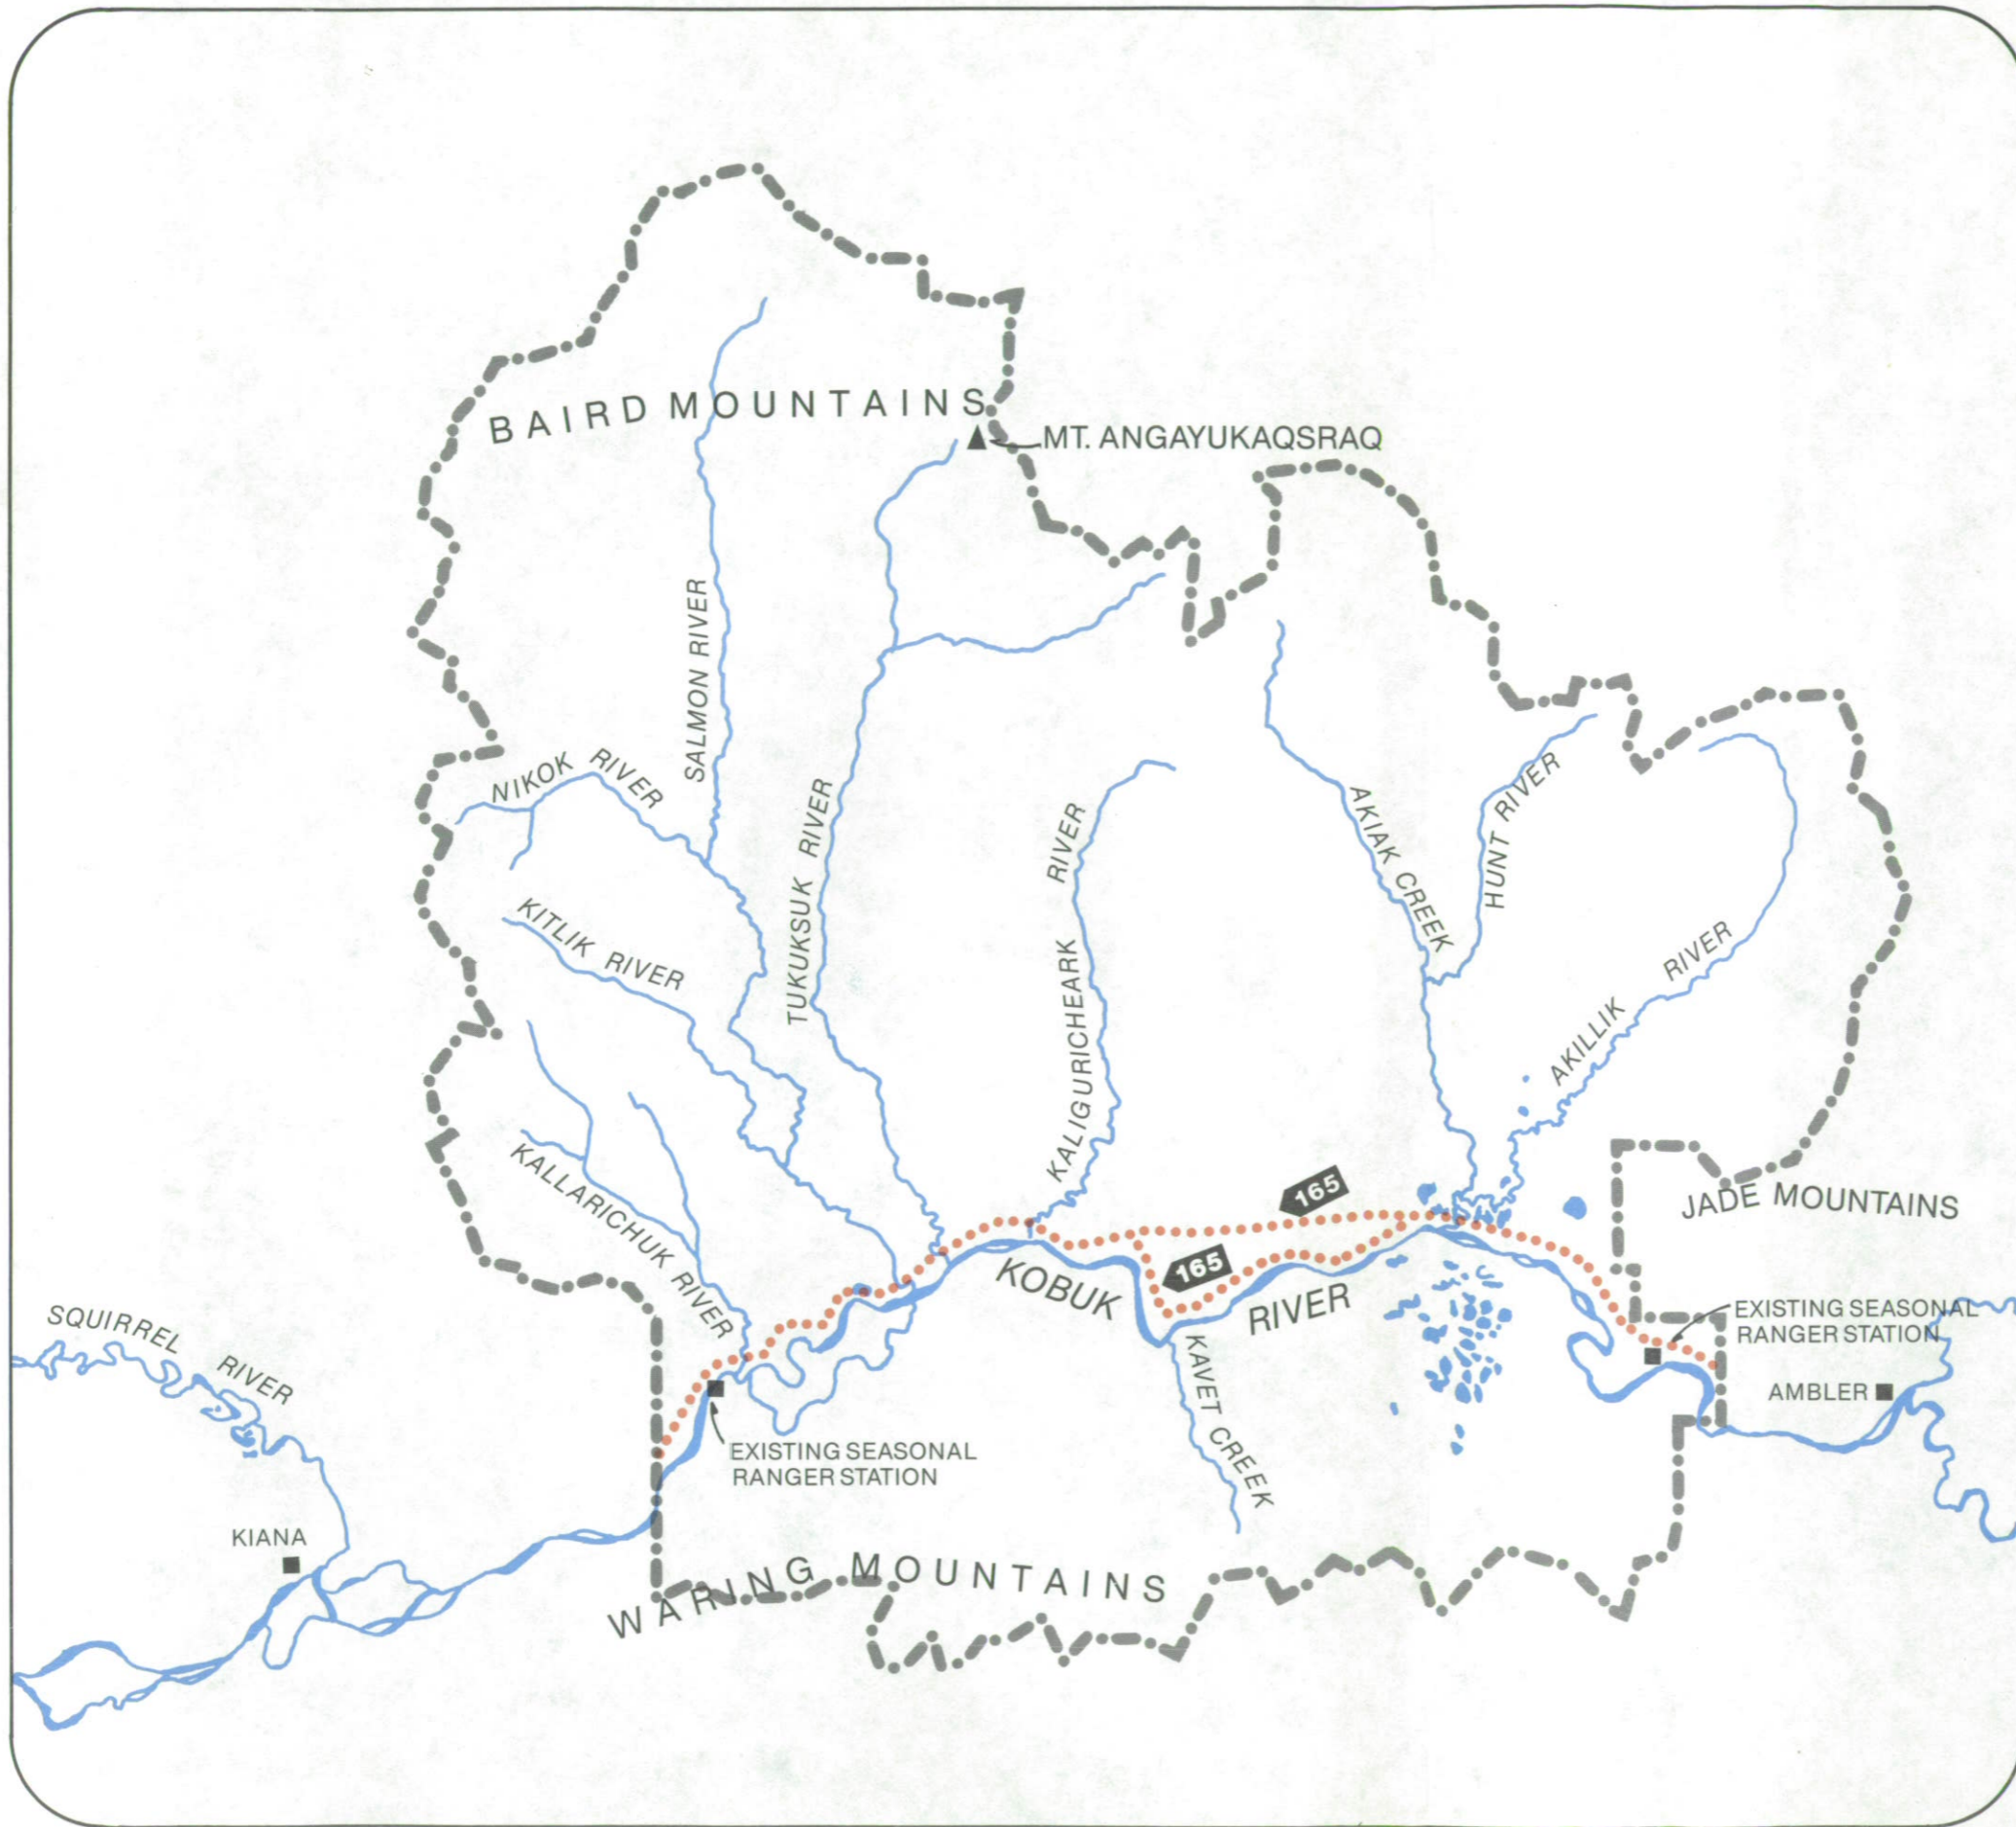 BAIRD MOUNTAINS
MT. ANGAYUKAQSRAQ
SALMON RIVER
NIKOK RIVER
TUKUKSUK RIVER
KALIGURICHEARK RIVER
AKIAK CREEK
HUNT RIVER
AKILLIK RIVER
KITLIK RIVER
KALLARICHUK RIVER
165
165
JADE MOUNTAINS
KOBUK RIVER
SQUIRREL RIVER
EXISTING SEASONAL
RANGER STATION
AMBLER
KAVET CREEK
EXISTING SEASONAL
RANGER STATION
KIANA
WARING MOUNTAINS